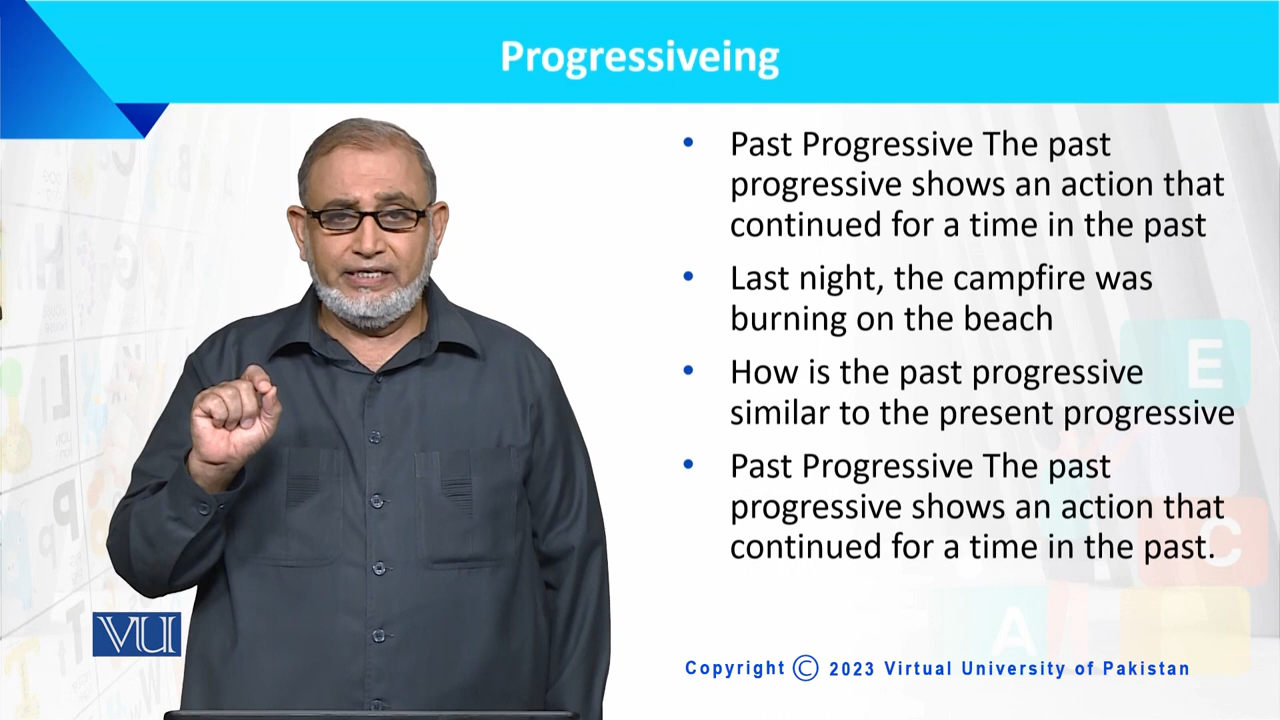 Progressiveing
• Past Progressive The past
progressive shows an action that
continued for a time in the past
• Last night, the campfire was
burning on the beach
• How is the past progressive
similar to the present progressive
• Past Progressive The past
progressive shows an action that
continued for a time in the past.
E
C
A
VU
Copyright © 2023 Virtual University of Pakistan